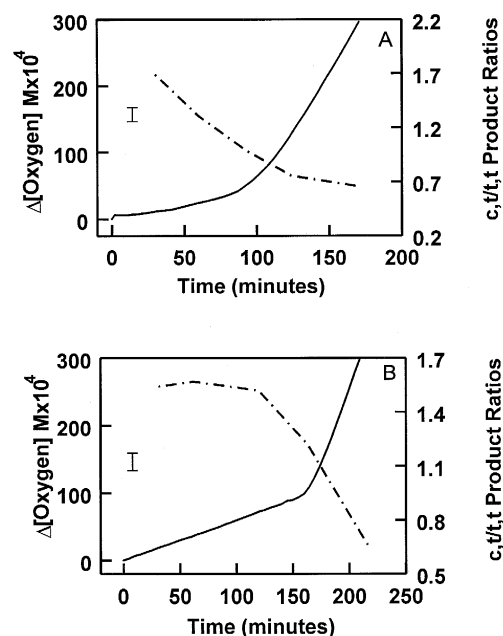 A
Δ[Oxygen] Mx10⁴
300
200
100
0
2.2
1.7
1.2
0.7
0.2
c,t/t,t Product Ratios
0 50 100 150 200
Time (minutes)
B
Δ[Oxygen] Mx10⁴
300
200
100
0
1.7
1.4
1.1
0.8
0.5
c,t/t,t Product Ratios
0 50 100 150 200 250
Time (minutes)